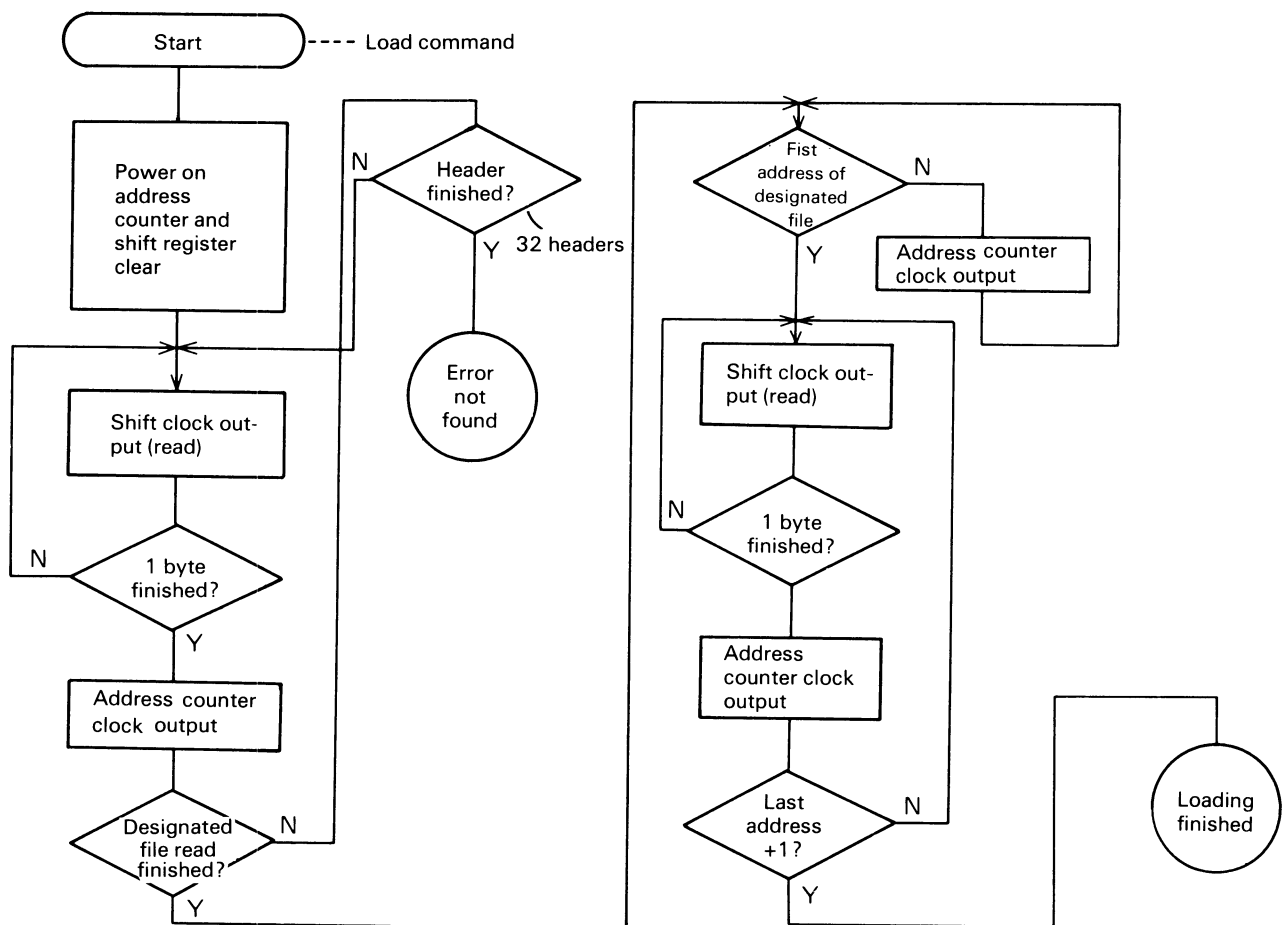 Start
Load command
Power on
address
counter and
shift register
clear
Shift clock out-
put (read)
N
1 byte
finished?
Y
Address counter
clock output
Designated
file read
finished?
N
Y
N
Header
finished?
Y
32 headers
Error
not
found
Fist
address of
designated
file
N
Y
Address counter
clock output
Shift clock out-
put (read)
N
1 byte
finished?
Address
counter clock
output
Last
address
+1?
N
Y
Loading
finished